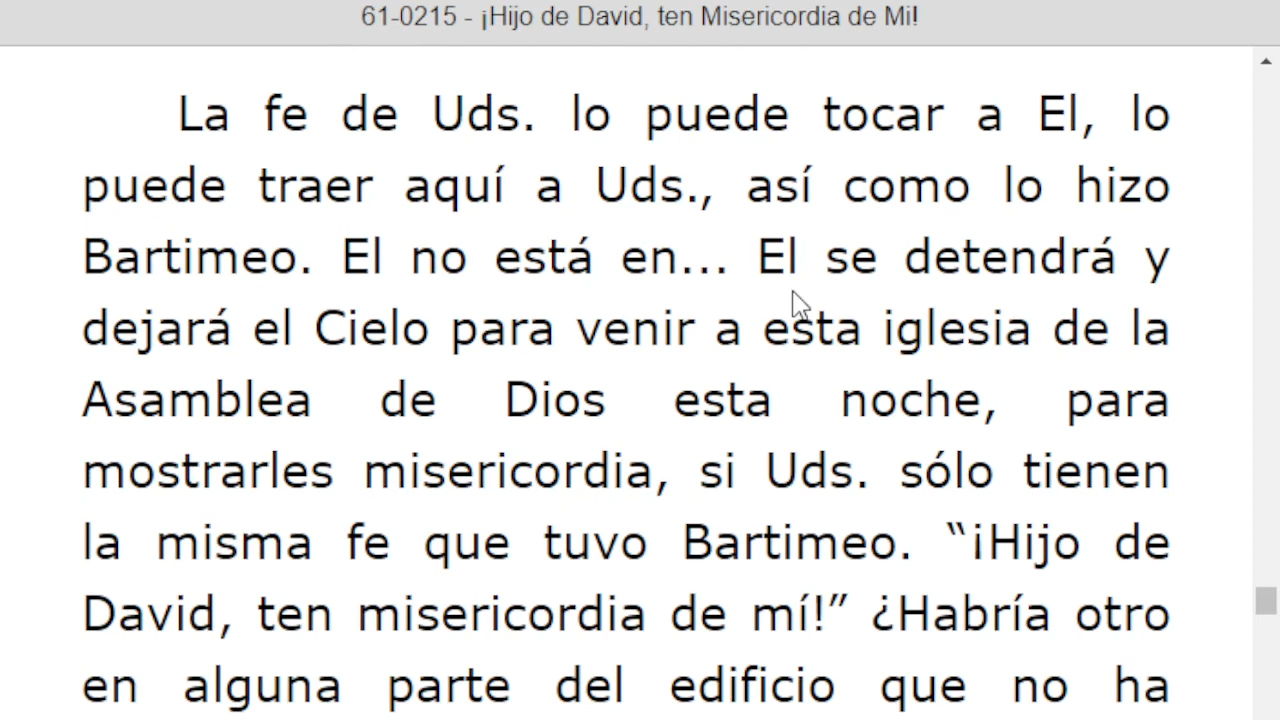 61-0215 - ¡Hijo de David, ten Misericordia de Mi!
La fe de Uds. lo puede tocar a El, lo
puede traer aquí a Uds., así como lo hizo
Bartimeo. El no está en... El se detendrá y
dejará el Cielo para venir a esta iglesia de la
Asamblea de Dios esta noche, para
mostrarles misericordia, si Uds. sólo tienen
la misma fe que tuvo Bartimeo. “¡Hijo de
David, ten misericordia de mí!” ¿Habría otro
en alguna parte del edificio que no ha